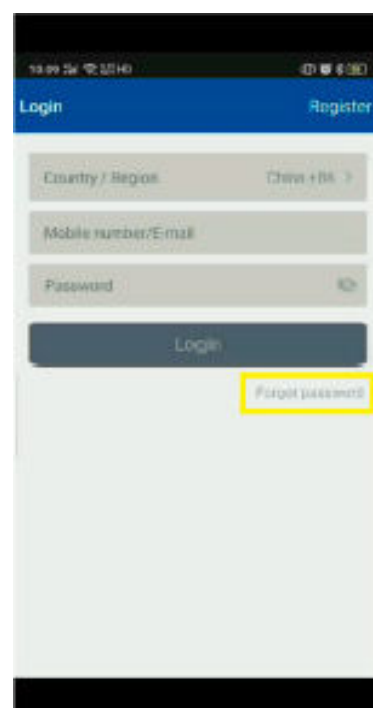 Login Register
Country / Region China +86 >
Mobile number/E-mail
Password
Login
Forgot password